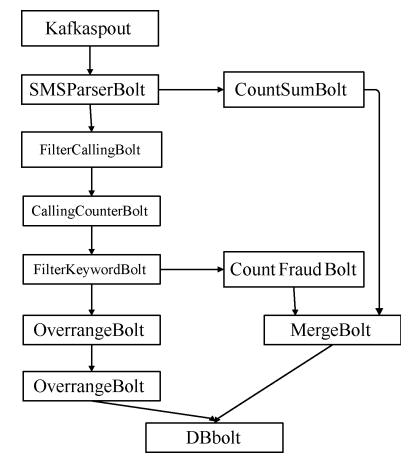 Kafkaspout
SMSParserBolt
CountSumBolt
FilterCallingBolt
CallingCounterBolt
FilterKeywordBolt
Count Fraud Bolt
OverrangeBolt
MergeBolt
OverrangeBolt
DBbolt